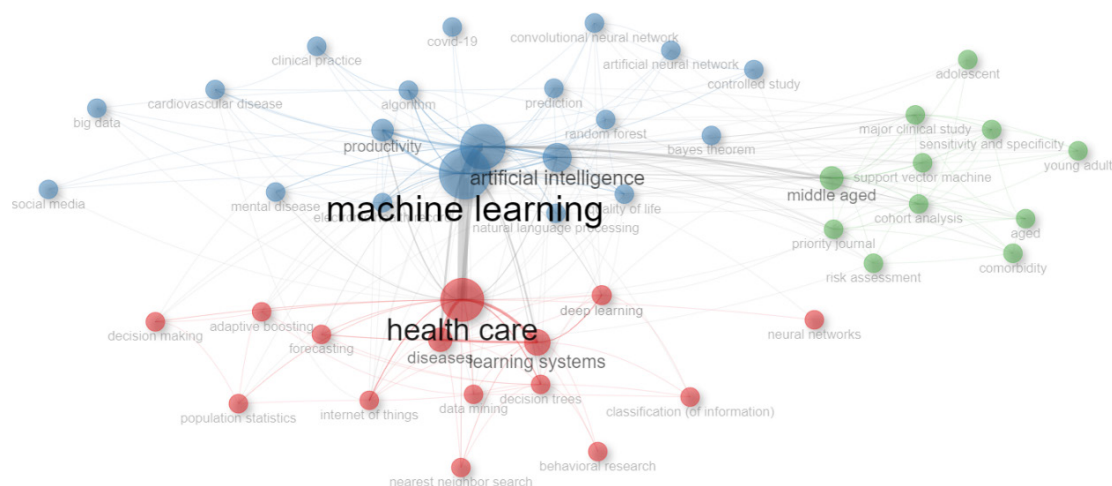 covid-19
convolutional neural network
clinical practice
artificial neural network
adolescent
controlled study
cardiovascular disease
algorithm
prediction
big data
random forest
major clinical study
productivity
bayes theorem
sensitivity and specificity
young adult
artificial intelligence
support vector machine
middle aged
social media
mental disease
machine learning
quality of life
natural language processing
cohort analysis
aged
priority journal
comorbidity
risk assessment
deep learning
decision making
adaptive boosting
health care
neural networks
forecasting
diseases
learning systems
population statistics
internet of things
data mining
decision trees
classification (of information)
behavioral research
nearest neighbor search